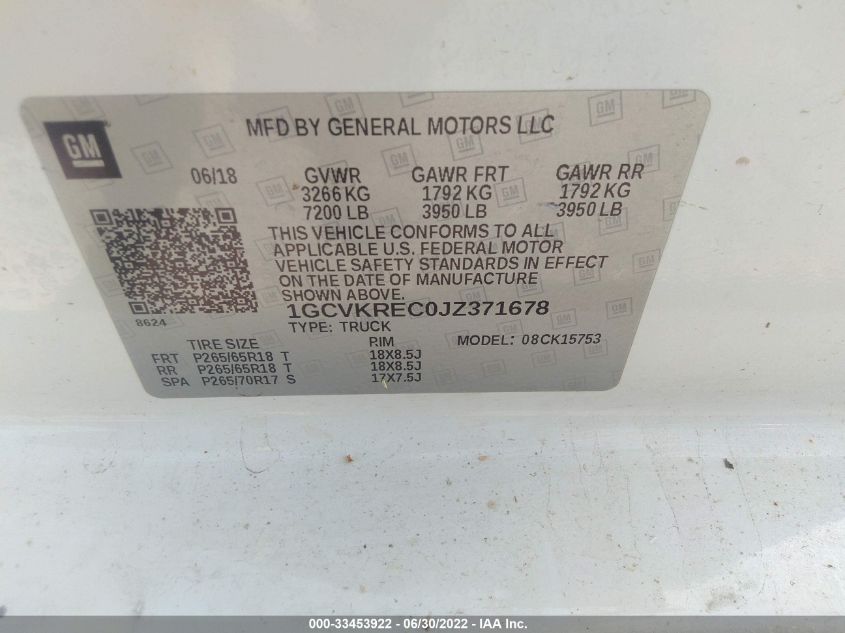 GM
MFD BY GENERAL MOTORS LLC
06/18 GVWR GAWR FRT GAWR RR
3266 KG 1792 KG 1792 KG
7200 LB 3950 LB 3950 LB
THIS VEHICLE CONFORMS TO ALL
APPLICABLE U.S. FEDERAL MOTOR
VEHICLE SAFETY STANDARDS IN EFFECT
ON THE DATE OF MANUFACTURE
SHOWN ABOVE.
1GCVKREC0JZ371678
8624
TYPE: TRUCK MODEL: 08CK15753
TIRE SIZE RIM
FRT P265/65R18 T 18X8.5J
RR P265/65R18 T 18X8.5J
SPA P265/70R17 S 17X7.5J
000-33453922 - 06/30/2022 - IAA Inc.